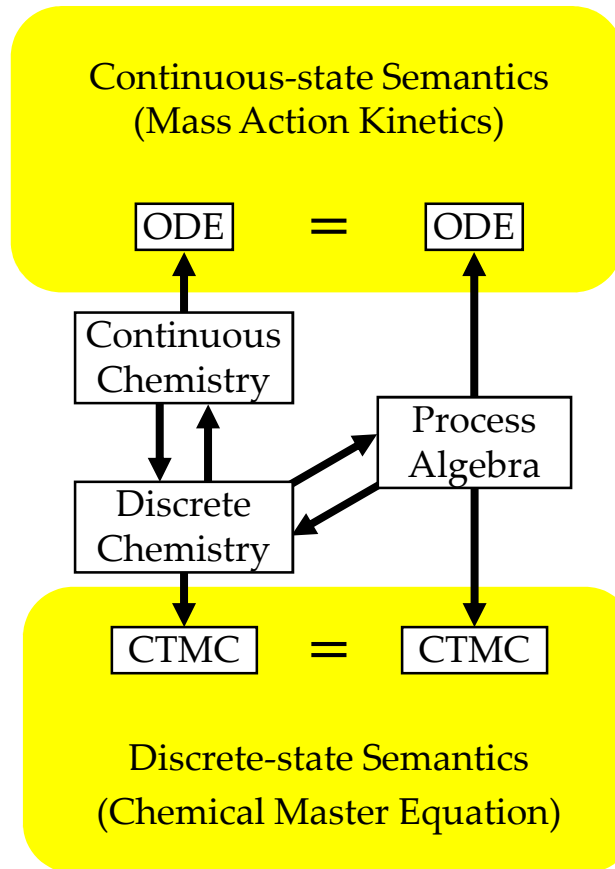 Continuous-state Semantics
(Mass Action Kinetics)
ODE = ODE
Continuous
Chemistry
Process
Algebra
Discrete
Chemistry
CTMC = CTMC
Discrete-state Semantics
(Chemical Master Equation)